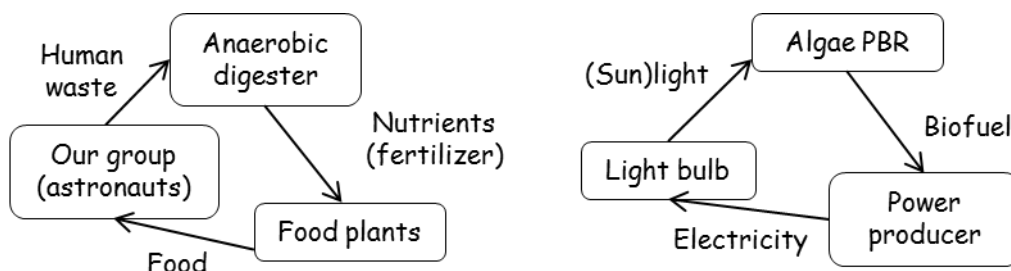 Human
waste
Anaerobic
digester
Nutrients
(fertilizer)
Our group
(astronauts)
Food plants
Food
Algae PBR
(Sun)light
Biofuel
Light bulb
Power
producer
Electricity